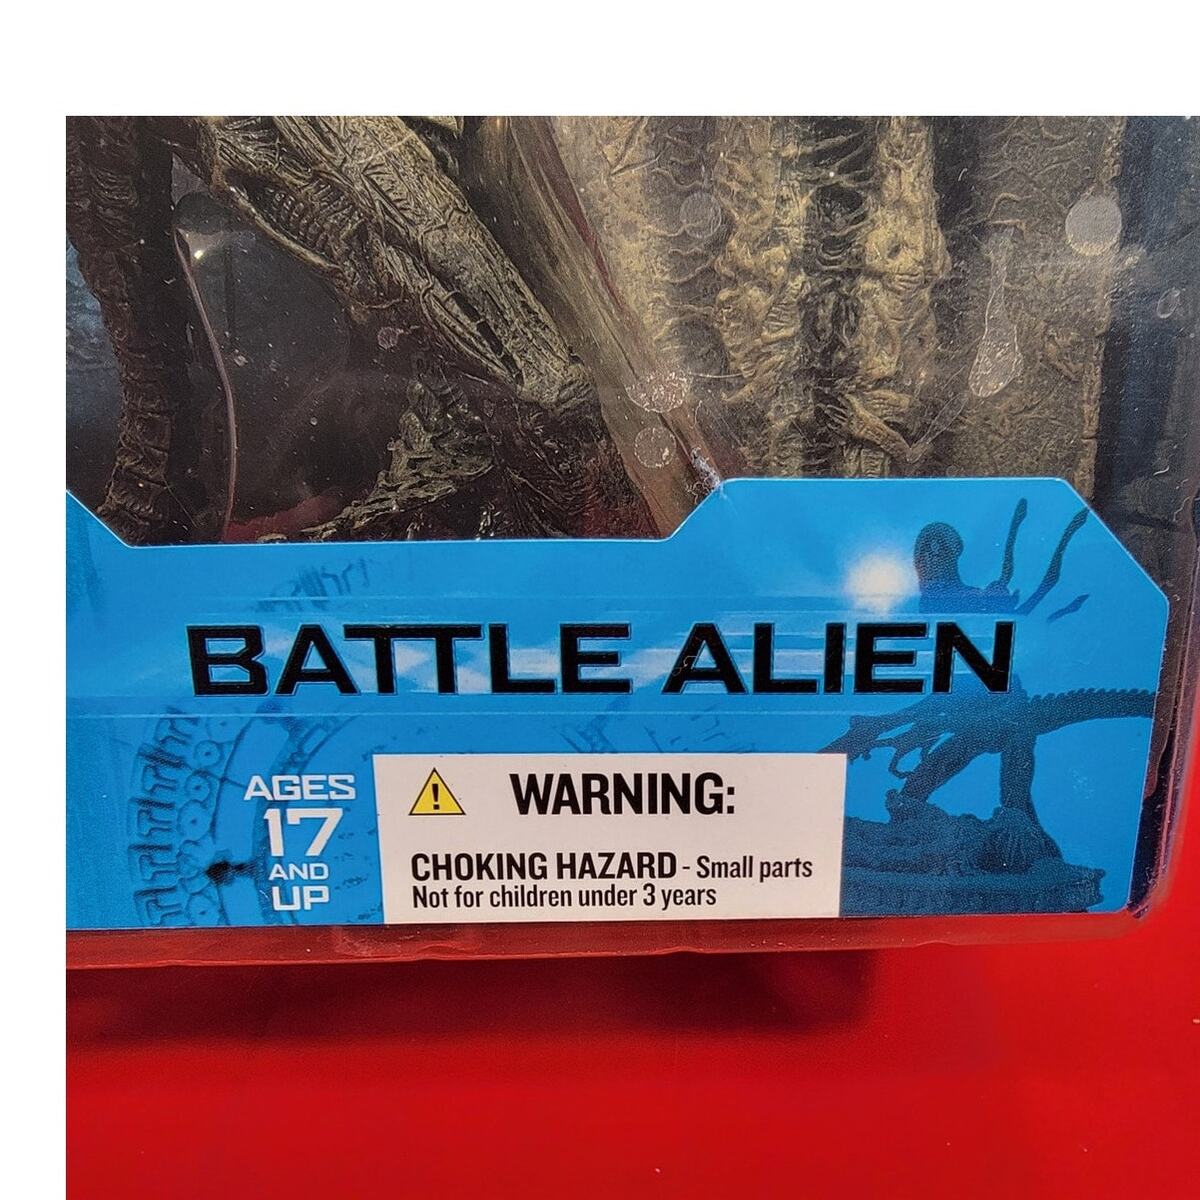 BATTLE ALIEN
AGES
17
AND
UP
WARNING:
CHOKING HAZARD - Small parts
Not for children under 3 years